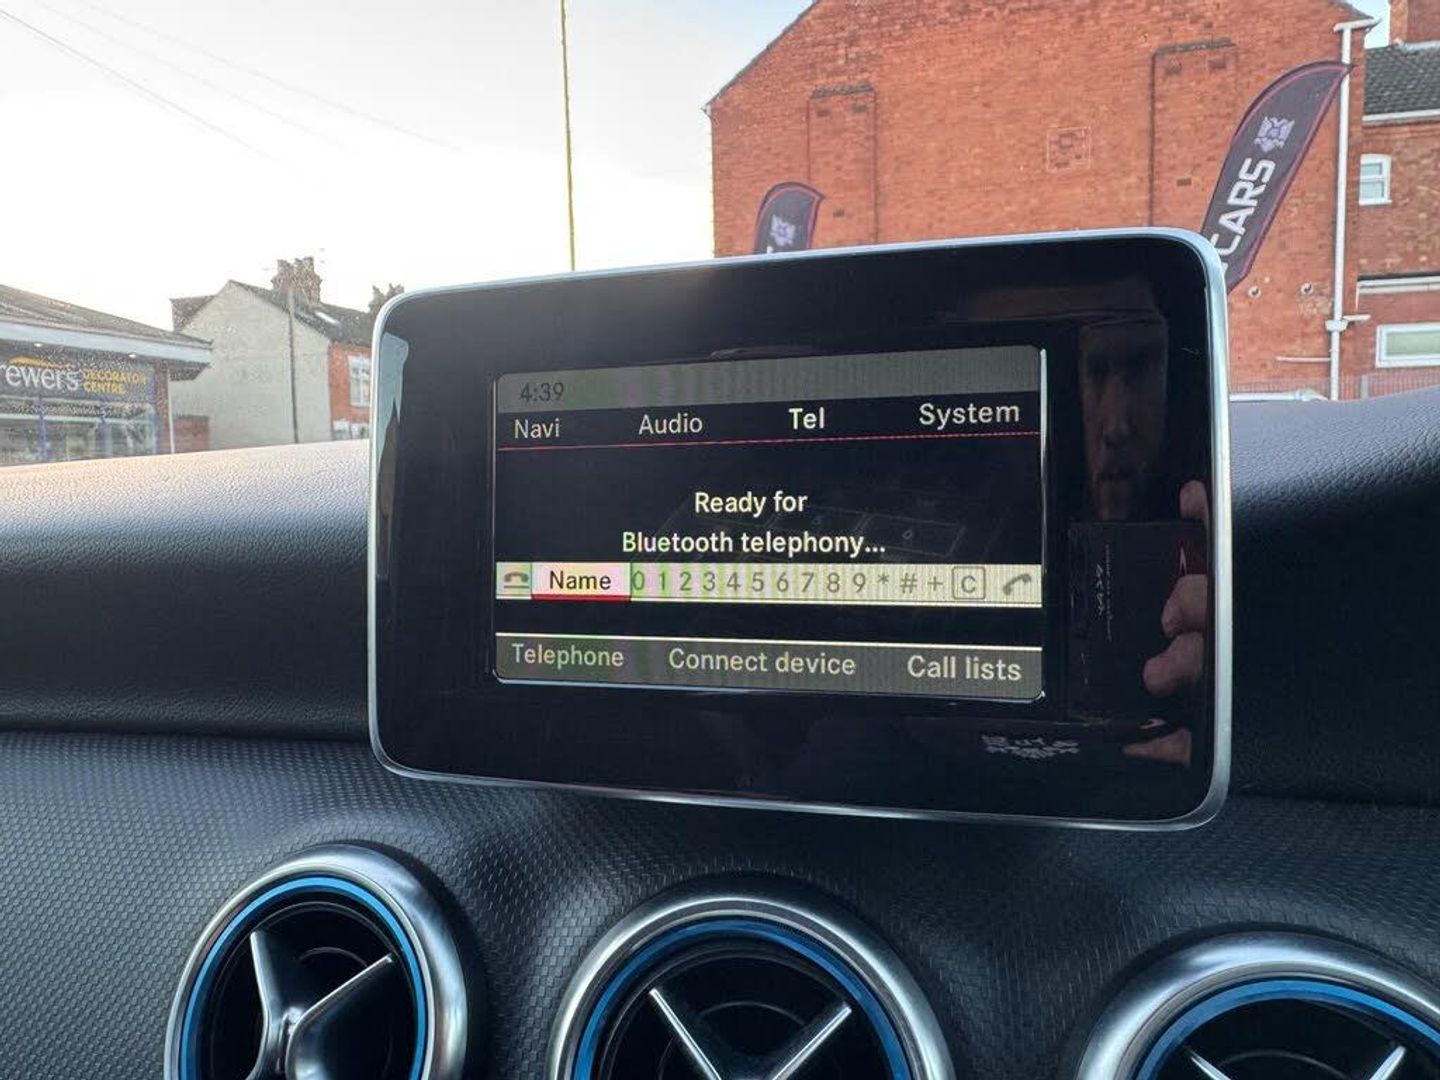 CARS
rewers DECORATOR
CENTRE
4:39
Navi Audio Tel System
Ready for
Bluetooth telephony...
Name 0 1 2 3 4 5 6 7 8 9 * # + C
Telephone Connect device Call lists